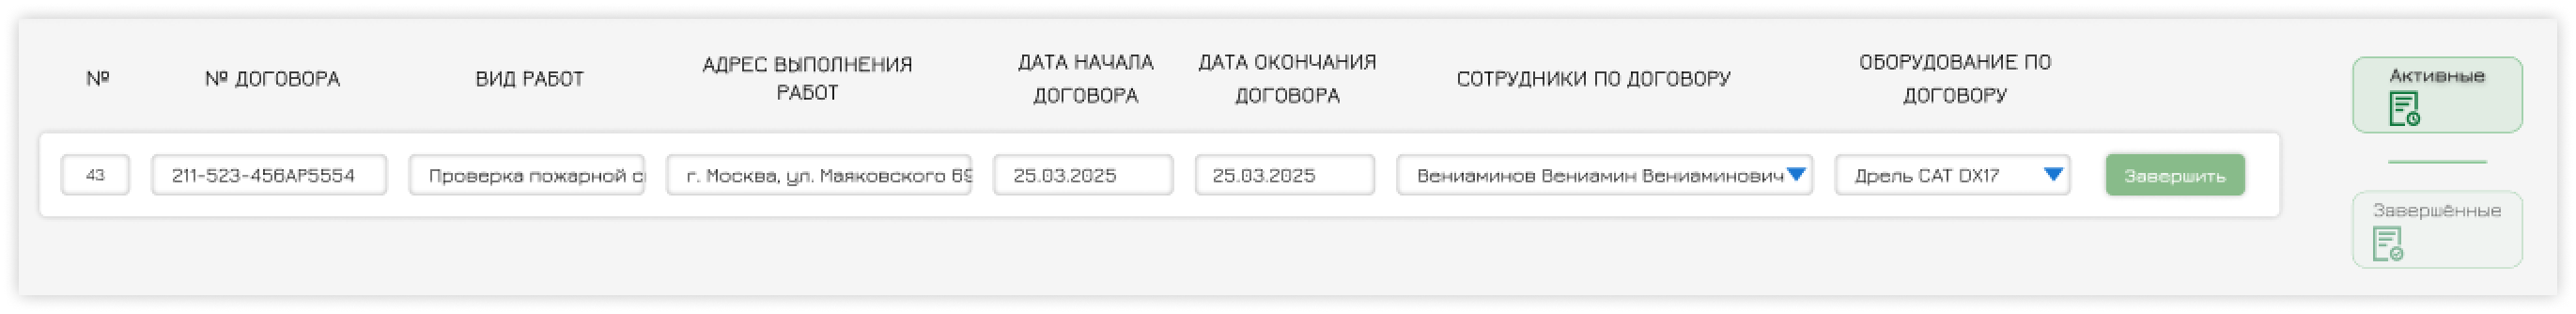 №
№ ДОГОВОРА
ВИД РАБОТ
АДРЕС ВЫПОЛНЕНИЯ
РАБОТ
ДАТА НАЧАЛА
ДОГОВОРА
ДАТА ОКОНЧАНИЯ
ДОГОВОРА
СОТРУДНИКИ ПО ДОГОВОРУ
ОБОРУДОВАНИЕ ПО
ДОГОВОРУ
43
211-523-456AP5554
Проверка пожарной
г. Москва, ул. Маяковского
25.03.2025
25.03.2025
Вениаминов Вениамин Вениаминович
Дрель CAT DX17
Завершить
Активные
Завершённые